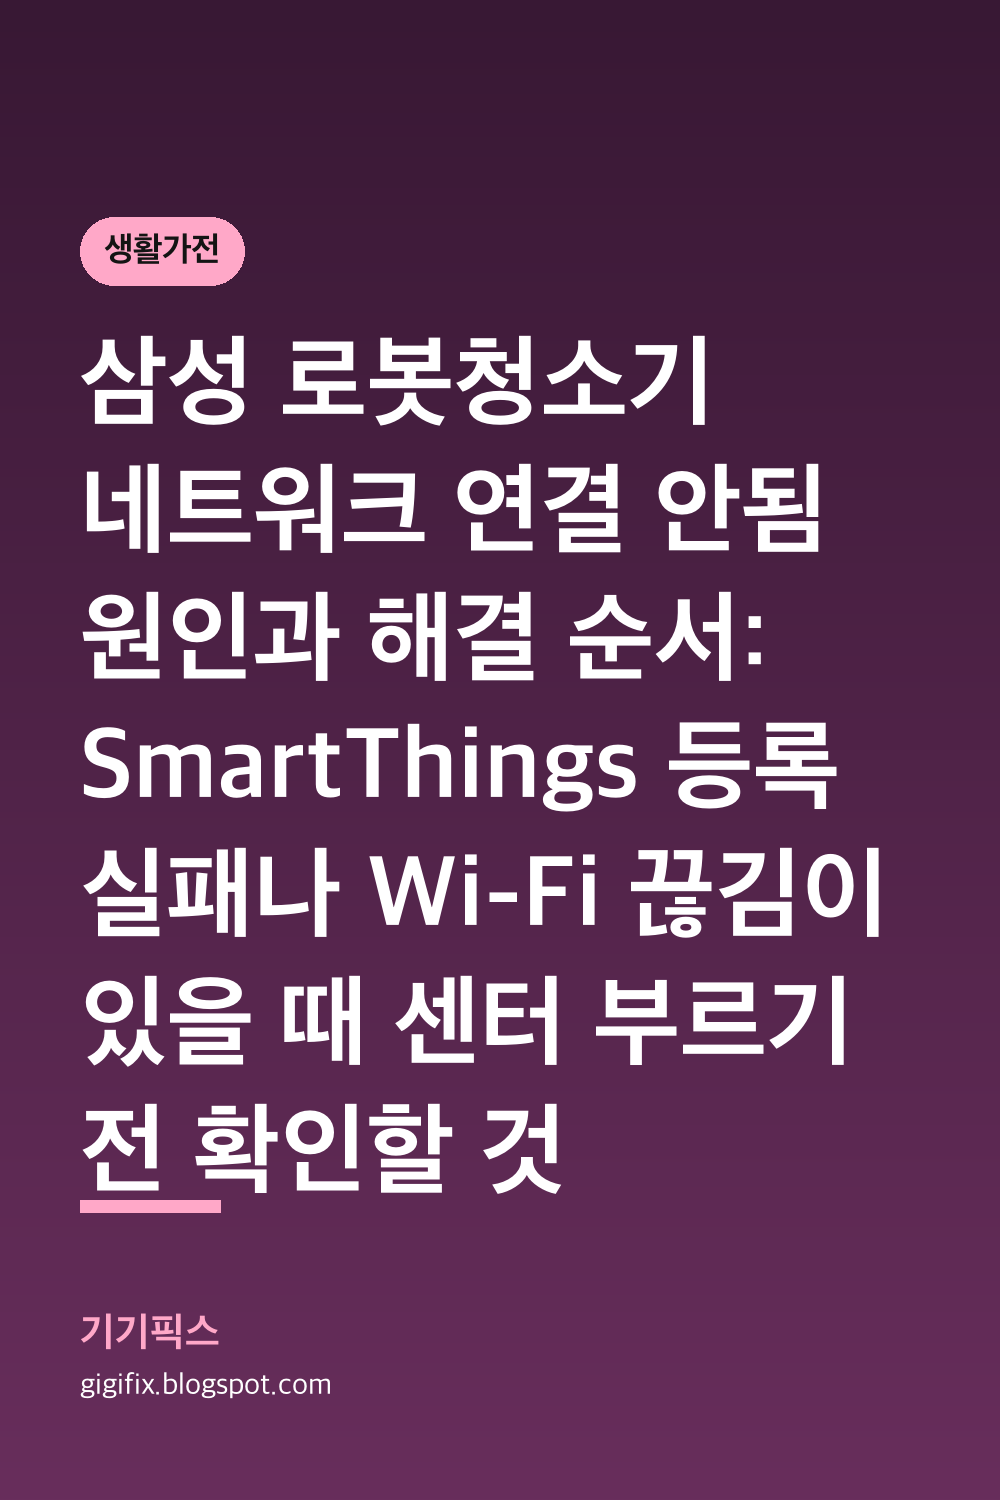 생활가전
삼성 로봇청소기
네트워크 연결 안됨
원인과 해결 순서:
SmartThings 등록
실패나 Wi-Fi 끊김이
있을 때 센터 부르기
전 확인할 것
기기픽스
gigifix.blogspot.com